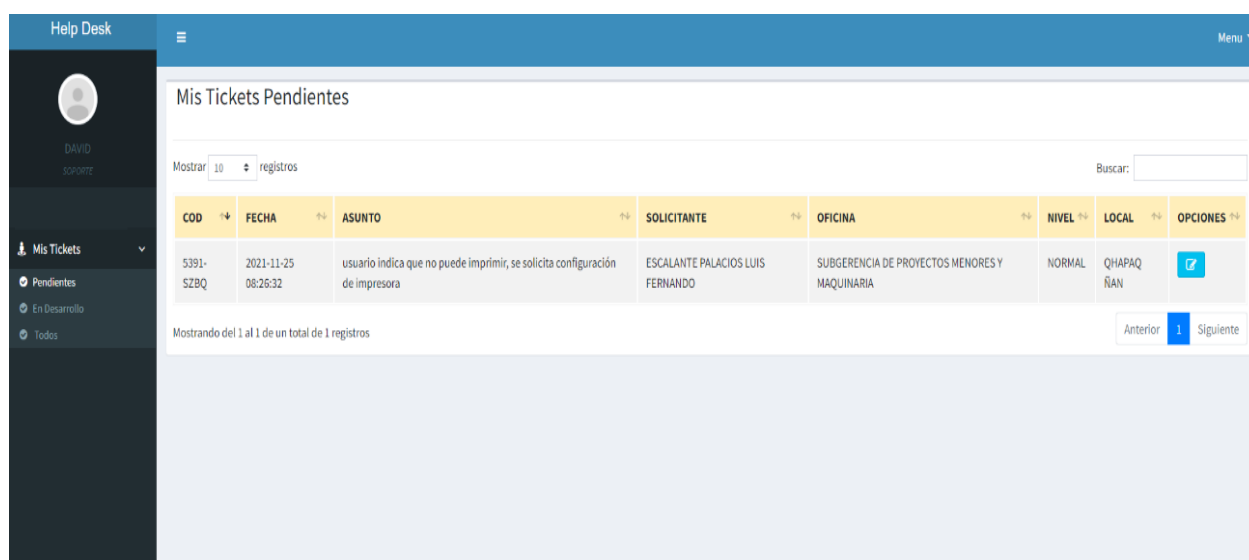 Help Desk
Menu
DAVID
SOPORTE
Mis Tickets
Pendientes
En Desarrollo
Todos
Mis Tickets Pendientes
Mostrar 10 registros
Buscar:
COD FECHA ASUNTO SOLICITANTE OFICINA NIVEL LOCAL OPCIONES
5391- 2021-11-25 usuario indica que no puede imprimir, se solicita configuración ESCALANTE PALACIOS LUIS SUBGERENCIA DE PROYECTOS MENORES Y NORMAL QHAPAQ
SZBQ 08:26:32 de impresora FERNANDO MAQUINARIA ÑAN
Mostrando del 1 al 1 de un total de 1 registros
Anterior 1 Siguiente